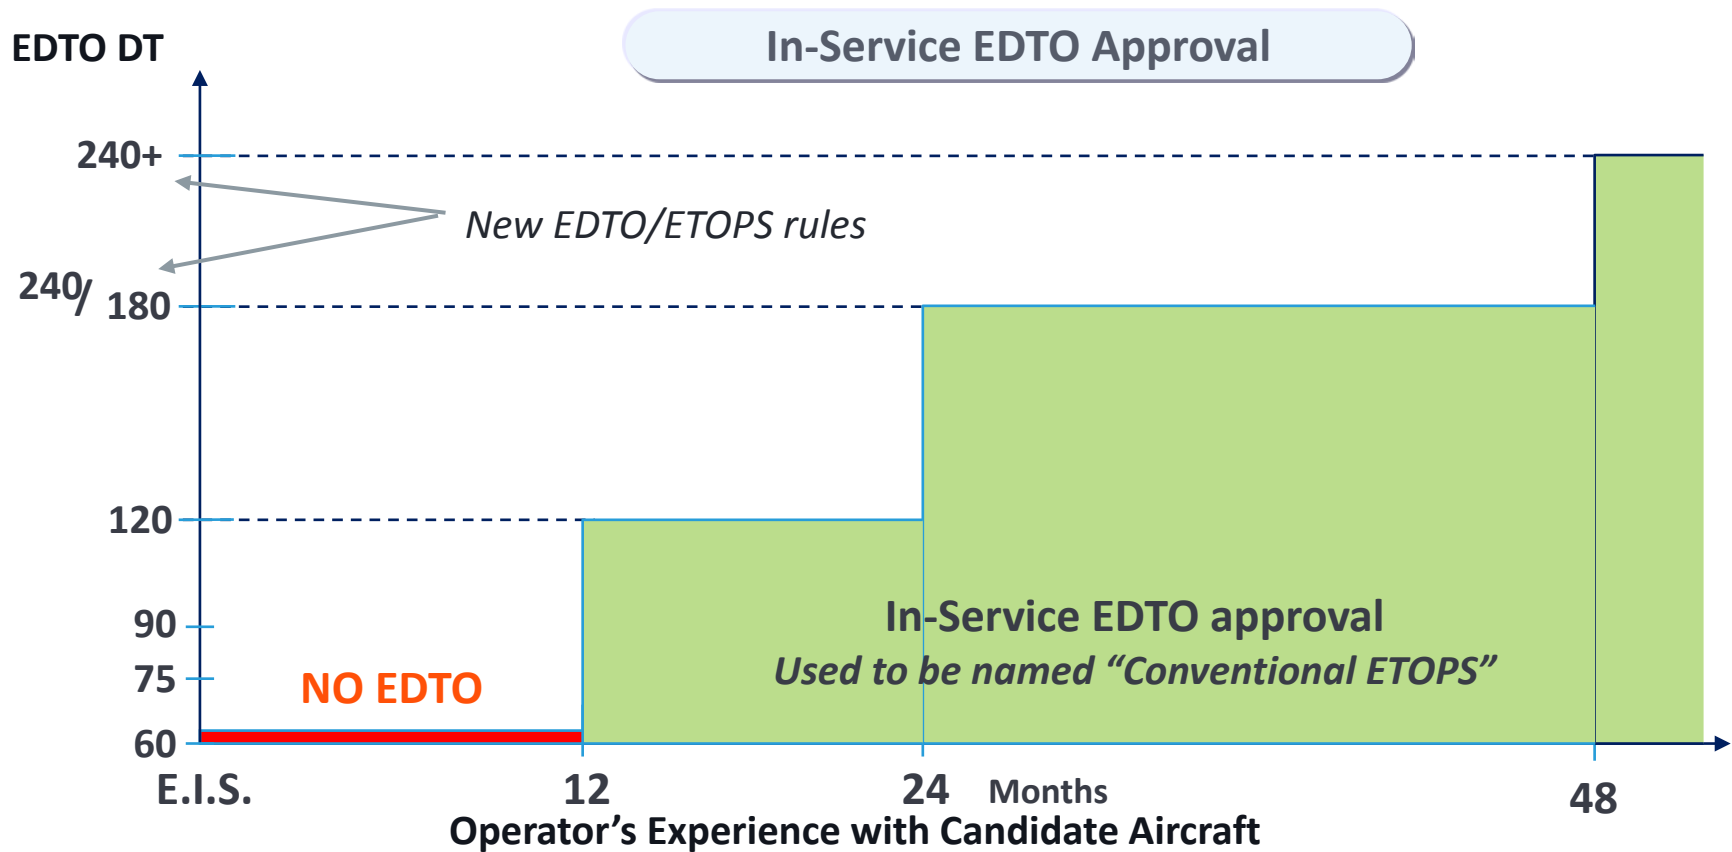 In-Service EDTO Approval
EDTO DT
240+
New EDTO/ETOPS rules
240/ 180
120
90
75
60
NO EDTO
In-Service EDTO approval
Used to be named “Conventional ETOPS”
E.I.S. 12 24 Months 48
Operator’s Experience with Candidate Aircraft